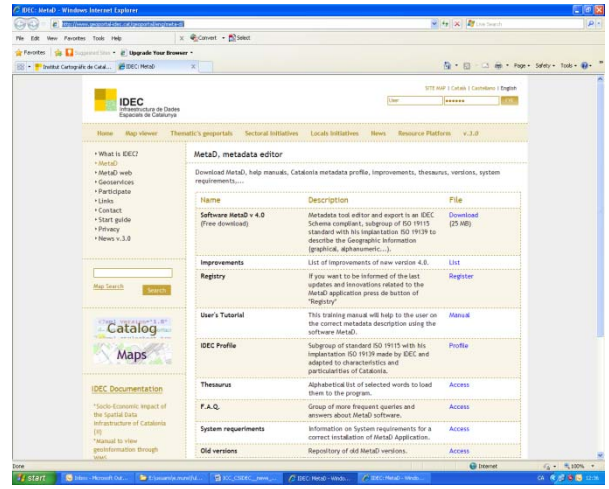 IDEC: MetaD - Windows Internet Explorer
http://www.geoportal-idec.cat/geoportal/eng/meta-d/
Live Search
File Edit View Favorites Tools Help
Convert Select
Favorites Suggested Sites Upgrade Your Browser
Institut Cartogràfic de Catal... IDEC: MetaD
Page Safety Tools
SITE MAP | Català | Castellano | English
IDEC
Infraestructura de Dades
Espacials de Catalunya
User
Home Map viewer Thematic's geoportals Sectorial Initiatives Locals Initiatives News Resource Platform v.3.0
What is IDEC?
MetaD
MetaD web
Geoservices
Participate
Links
Contact
Start guide
Privacy
News v.3.0
Map Search
Search
Catalog
Maps
IDEC Documentation
"Socio-Economic Impact of
the Spatial Data
Infrastructure of Catalonia
(II)
"Manual to view
geoinformation through
WMS
MetaD, metadata editor
Download MetaD, help manuals, Catalonia metadata profile, improvements, thesaurus, versions, system
requirements,...
Name Description File
Software MetaD v 4.0 Metadata tool editor and export is an IDEC Download
(Free download) Schema compliant, subgroup of ISO 19115 (25 MB)
standard with his implantation ISO 19139 to
describe the Geographic Information
(graphical, alphanumeric...).
Improvements List of improvements of new version 4.0. List
Registry If you want to be informed of the last Register
updates and innovations related to the
MetaD application press de button of
"Registry"
User's Tutorial This training manual will help to the user on Manual
the correct metadata description using the
software MetaD.
IDEC Profile Subgroup of standard ISO 19115 with his Profile
implantation ISO 19139 made by IDEC and
adapted to characteristics and
particularities of Catalonia.
Thesaurus Alphabetical list of selected words to load Access
them to the program.
F.A.Q. Group of more frequent queries and Access
answers about MetaD software.
System requeriments Information on System requirements for a Access
correct installation of MetaD Application.
Old versions Repository of old MetaD versions. Access
Done Internet 100%
start Inbox - Microsoft Out... IDEC: MetaD - Windo... IDEC: MetaD - Windo... CA 12:06